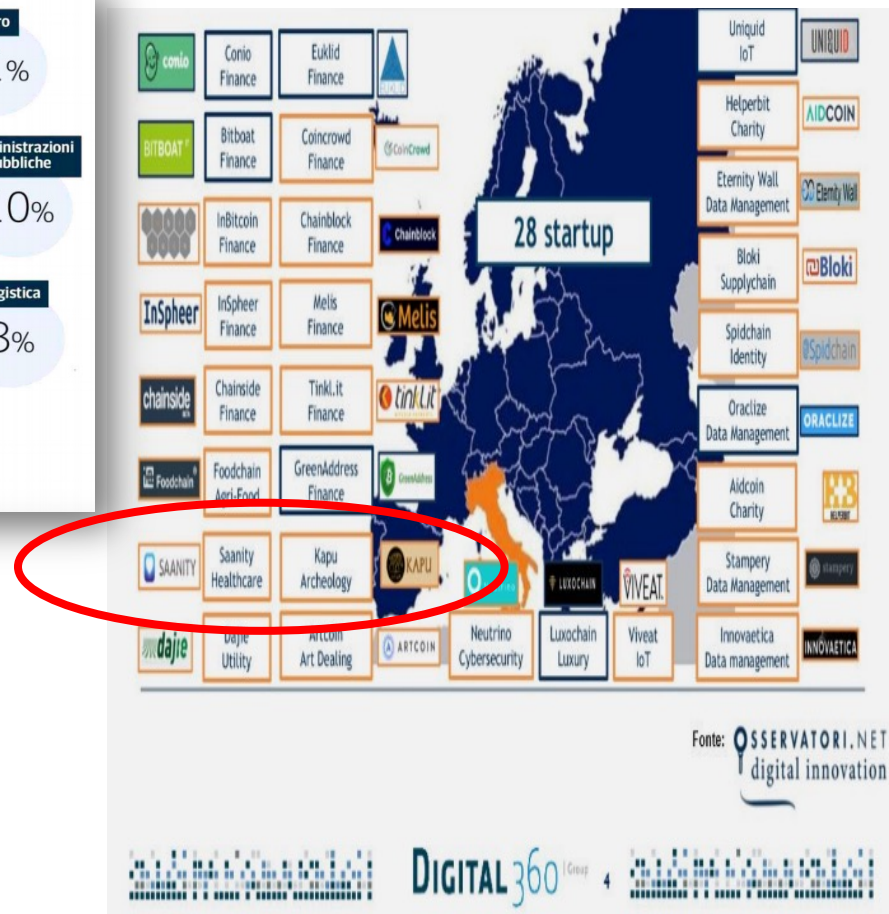 ro
%
inistrazioni
ubbliche
0%
gistica
3%
conio
Conio
Finance
Euklid
Finance
BITBOAT
Bitboat
Finance
Coincrowd
Finance
CoinCrowd
InBitcoin
Finance
Chainblock
Finance
Chainblock
InSpheer
InSpheer
Finance
Melis
Finance
Melis
chainside
Chainside
Finance
Tinkl.it
Finance
tinkl.it
Foodchain
Foodchain
Agri-Food
GreenAddress
Finance
GreenAddress
SAANITY
Saanity
Healthcare
Kapu
Archeology
KAPU
dajie
Dajie
Utility
Artcoin
Art Dealing
ARTCOIN
28 startup
Neutrino
Cybersecurity
LUXOCHAIN
Luxochain
Luxury
VIVEAT
Viveat
IoT
Uniquid
IoT
UNIQUID
Helperbit
Charity
AIDCOIN
Eternity Wall
Data Management
Eternity Wall
Bloki
Supplychain
Bloki
Spidchain
Identity
Spidchain
Oraclize
Data Management
ORACLIZE
Aidcoin
Charity
Stampery
Data Management
stampery
Innovaetica
Data management
INNOVAETICA
Fonte: OSSERVATORI.NET
digital innovation
DIGITAL 360 Group 4